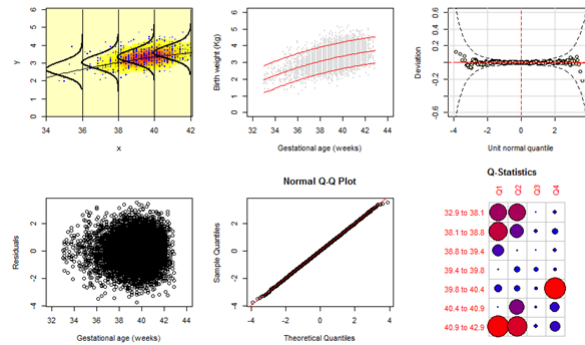 6
5
4
3
2
1
0
y
34
36
38
40
42
x
6
5
4
3
2
1
0
Birth weight (Kg)
32
34
36
38
40
42
44
Gestational age (weeks)
0.6
0.2
-0.2
-0.6
Deviation
-4
-2
0
2
Unit normal quantile
2
0
-2
-4
Residuals
34
36
38
40
42
Gestational age (weeks)
Normal Q-Q Plot
2
0
-2
-4
Sample Quantiles
-4
-2
0
2
4
Theoretical Quantiles
Q-Statistics
Q1
Q2
Q3
Q4
32.9 to 38.1
38.1 to 38.8
38.8 to 39.4
39.4 to 39.8
39.8 to 40.4
40.4 to 40.9
40.9 to 42.9